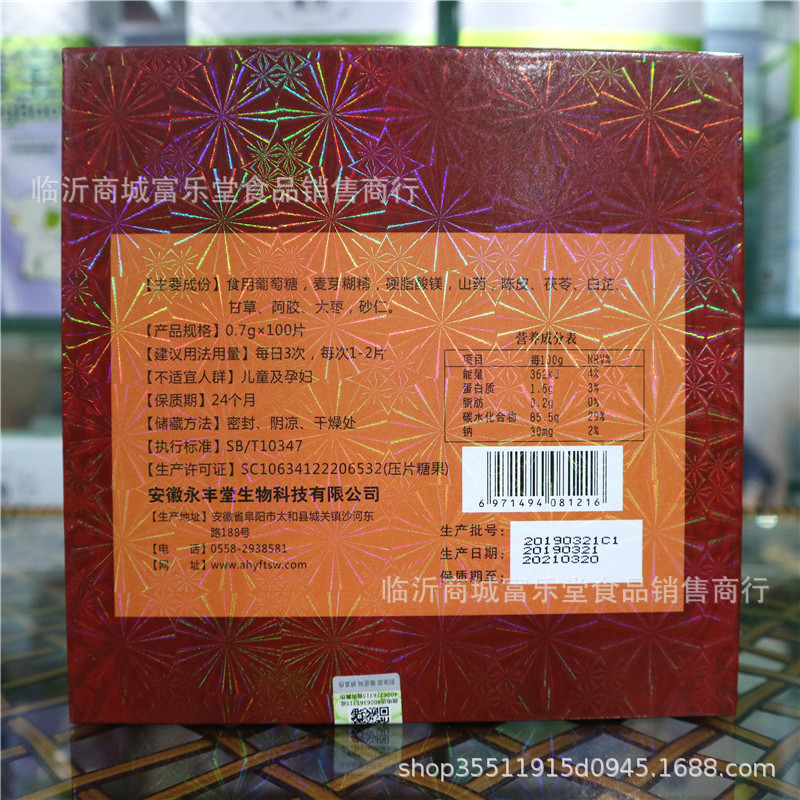 临沂商城富乐堂食品销售商行
【主要成份】食用葡萄糖，麦芽糊精，硬脂酸镁，山药、陈皮、茯苓、白芷、
甘草、阿胶、大枣，砂仁。
【产品规格】0.7g×100片
【建议用法用量】每日3次，每次1-2片
【不适宜人群】儿童及孕妇
【保质期】24个月
【储藏方法】密封、阴凉、干燥处
【执行标准】SB/T10347
【生产许可证】SC10634122206532(压片糖果)
安徽永丰堂生物科技有限公司
【生产地址】安徽省阜阳市太和县城关镇沙河东
路188号
【电 话】0558-2938581
【网 址】www.ahyftsw.com
营养成分表
项目 每100g NRV%
能量 362kJ 4%
蛋白质 1.6g 3%
脂肪 0.2g 0%
碳水化合物 85.5g 29%
钠 30mg 2%
6 971494 081216
生产批号： 20190321C1
生产日期： 20190321
保质期至： 20210320
临沂商城富乐堂食品销售商行
shop35511915d0945.1688.com